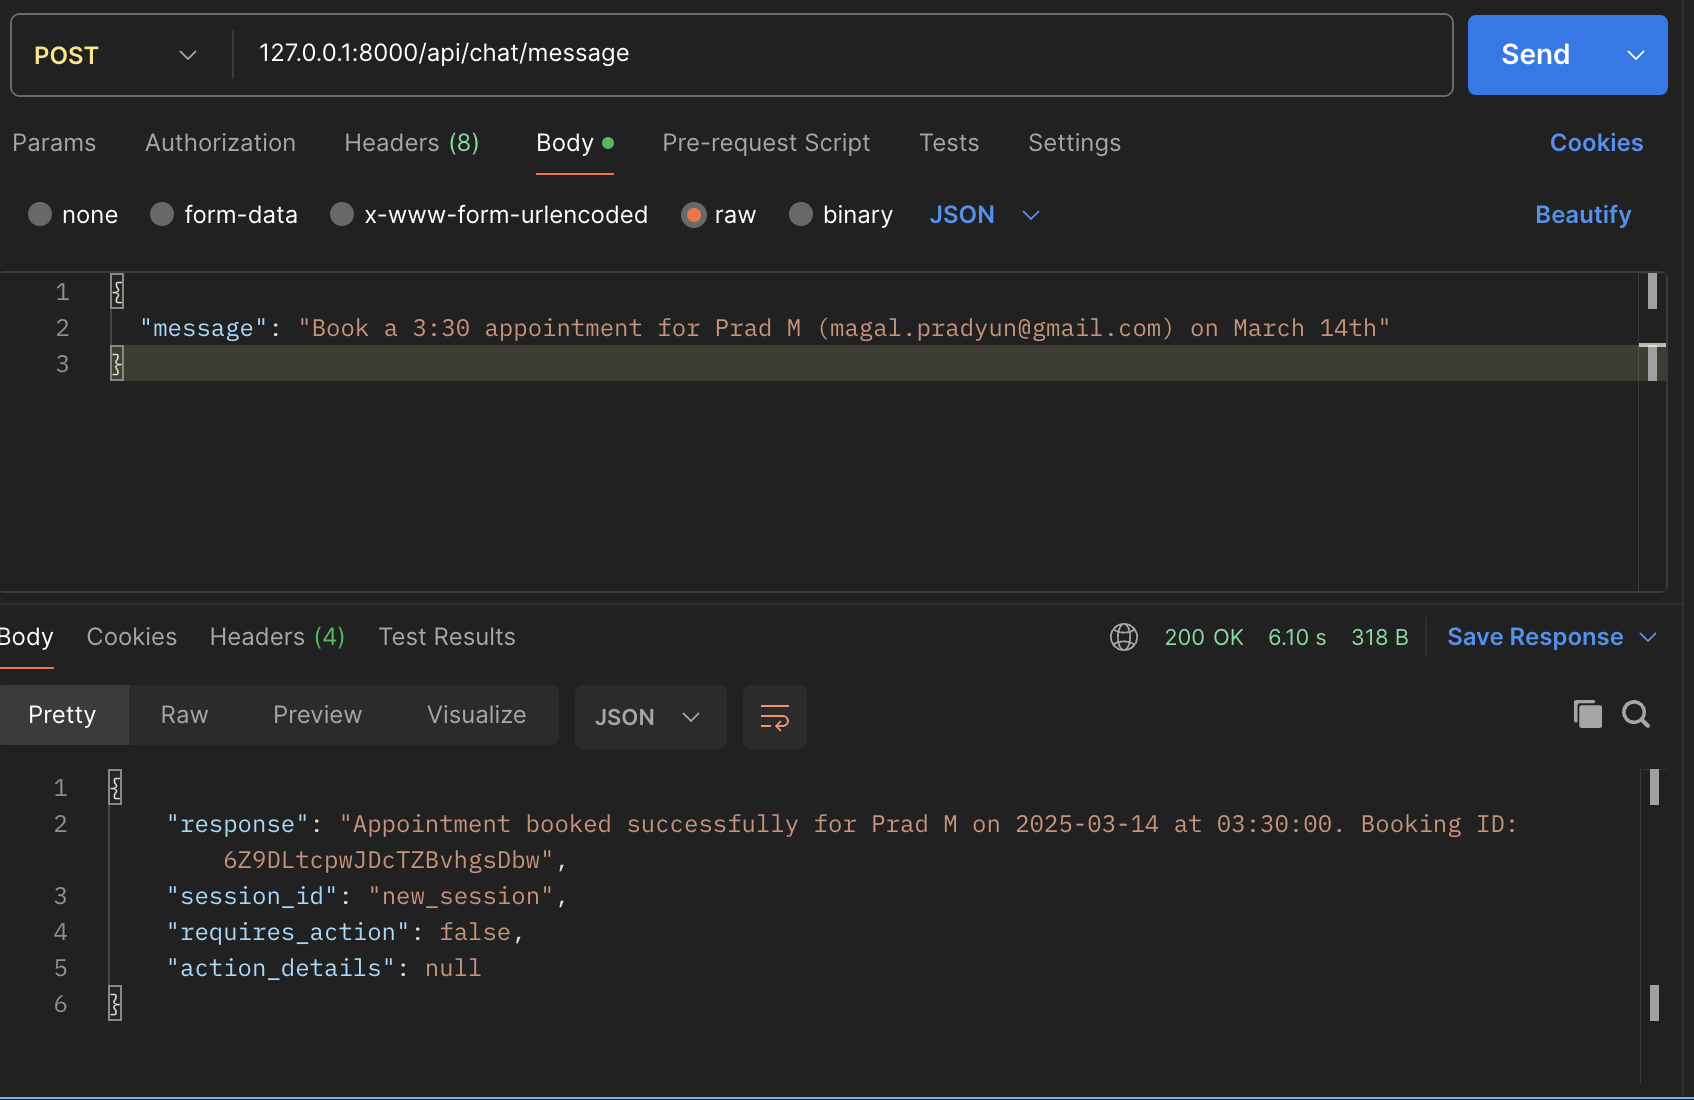 POST 127.0.0.1:8000/api/chat/message Send
Params Authorization Headers (8) Body Pre-request Script Tests Settings Cookies
none form-data x-www-form-urlencoded raw binary JSON Beautify
1 {
2 "message": "Book a 3:30 appointment for Prad M (magal.pradyun@gmail.com) on March 14th"
3 }
Body Cookies Headers (4) Test Results 200 OK 6.10 s 318 B Save Response
Pretty Raw Preview Visualize JSON
1 {
2 "response": "Appointment booked successfully for Prad M on 2025-03-14 at 03:30:00. Booking ID:
6Z9DLtcpwJDcTZBvhgsDbw",
3 "session_id": "new_session",
4 "requires_action": false,
5 "action_details": null
6 }